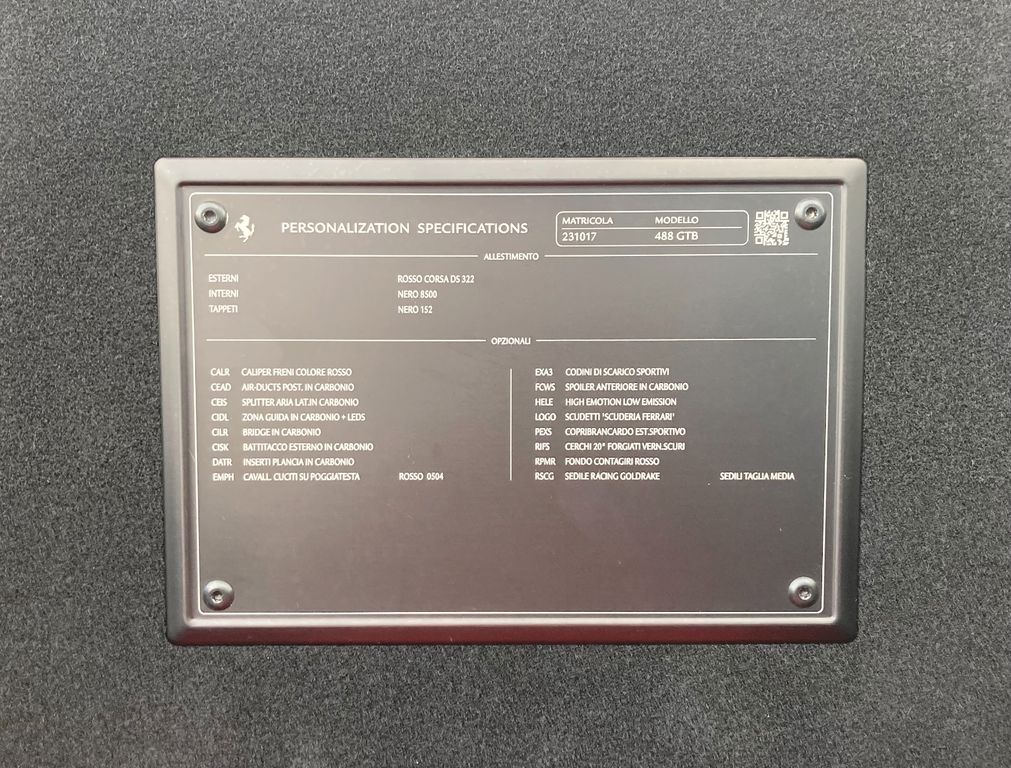 PERSONALIZATION SPECIFICATIONS
MATRICOLA MODELLO
231017 488 GTB
ALLESTIMENTO
ESTERNI ROSSO CORSA DS 322
INTERNI NERO 8500
TAPPETI NERO 152
OPZIONALI
CALR CALIPER FRENI COLORE ROSSO
CEAD AIR-DUCTS POST. IN CARBONIO
CEIS SPLITTER ARIA LAT.IN CARBONIO
CIDL ZONA GUIDA IN CARBONIO + LEDS
CILR BRIDGE IN CARBONIO
CISK BATTITACCO ESTERNO IN CARBONIO
DATR INSERTI PLANCIA IN CARBONIO
EMPH CAVALL. CUCITI SU POGGIATESTA ROSSO 0504
EXA3 CODINI DI SCARICO SPORTIVI
FCWS SPOILER ANTERIORE IN CARBONIO
HELE HIGH EMOTION LOW EMISSION
LOGO SCUDETTI 'SCUDERIA FERRARI'
PEXS COPRIBRANCARDO EST.SPORTIVO
RIFS CERCHI 20" FORGIATI VERN.SCURI
RPMR FONDO CONTAGIRI ROSSO
RSCG SEDILE RACING GOLDRAKE SEDILI TAGLIA MEDIA